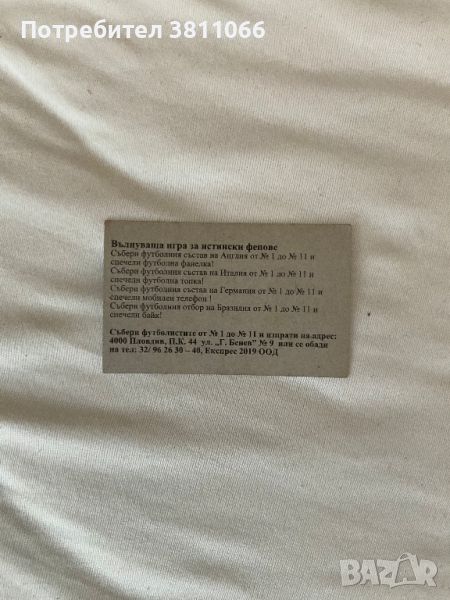 Потребител 3811066
Вълнуваща игра за истински фепове
Събери футболния състав на Англия от № 1 до № 11 и
спечели футболна фанелка!
Събери футболния състав на Италия от № 1 до № 11 и
спечели футболна топка!
Събери футболния съства на Германия от № 1 до № 11 и
спечели мобилен телефон !
Събери футболния отбор на Бразидия от № 1 до № 11 и
спечели байк!
Събери футболистите от № 1 до № 11 и изпрати на адрес:
4000 Пловдив, П.К. 44 ул. „Г. Бенев” № 9 или се обади
на тел: 32/ 96 26 30 – 40, Експрес 2019 ООД
BAZAR